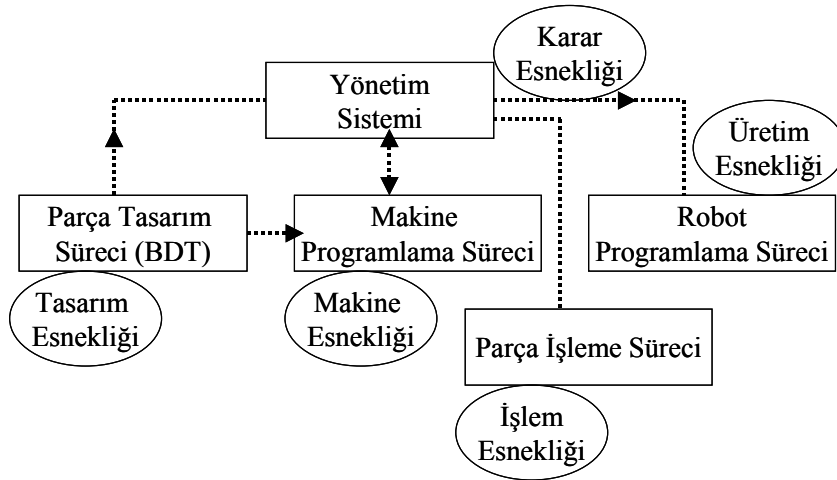 Karar
Esnekliği
Yönetim
Sistemi
Üretim
Esnekliği
Parça Tasarım
Süreci (BDT)
Makine
Programlama Süreci
Robot
Programlama Süreci
Tasarım
Esnekliği
Makine
Esnekliği
Parça İşleme Süreci
İşlem
Esnekliği